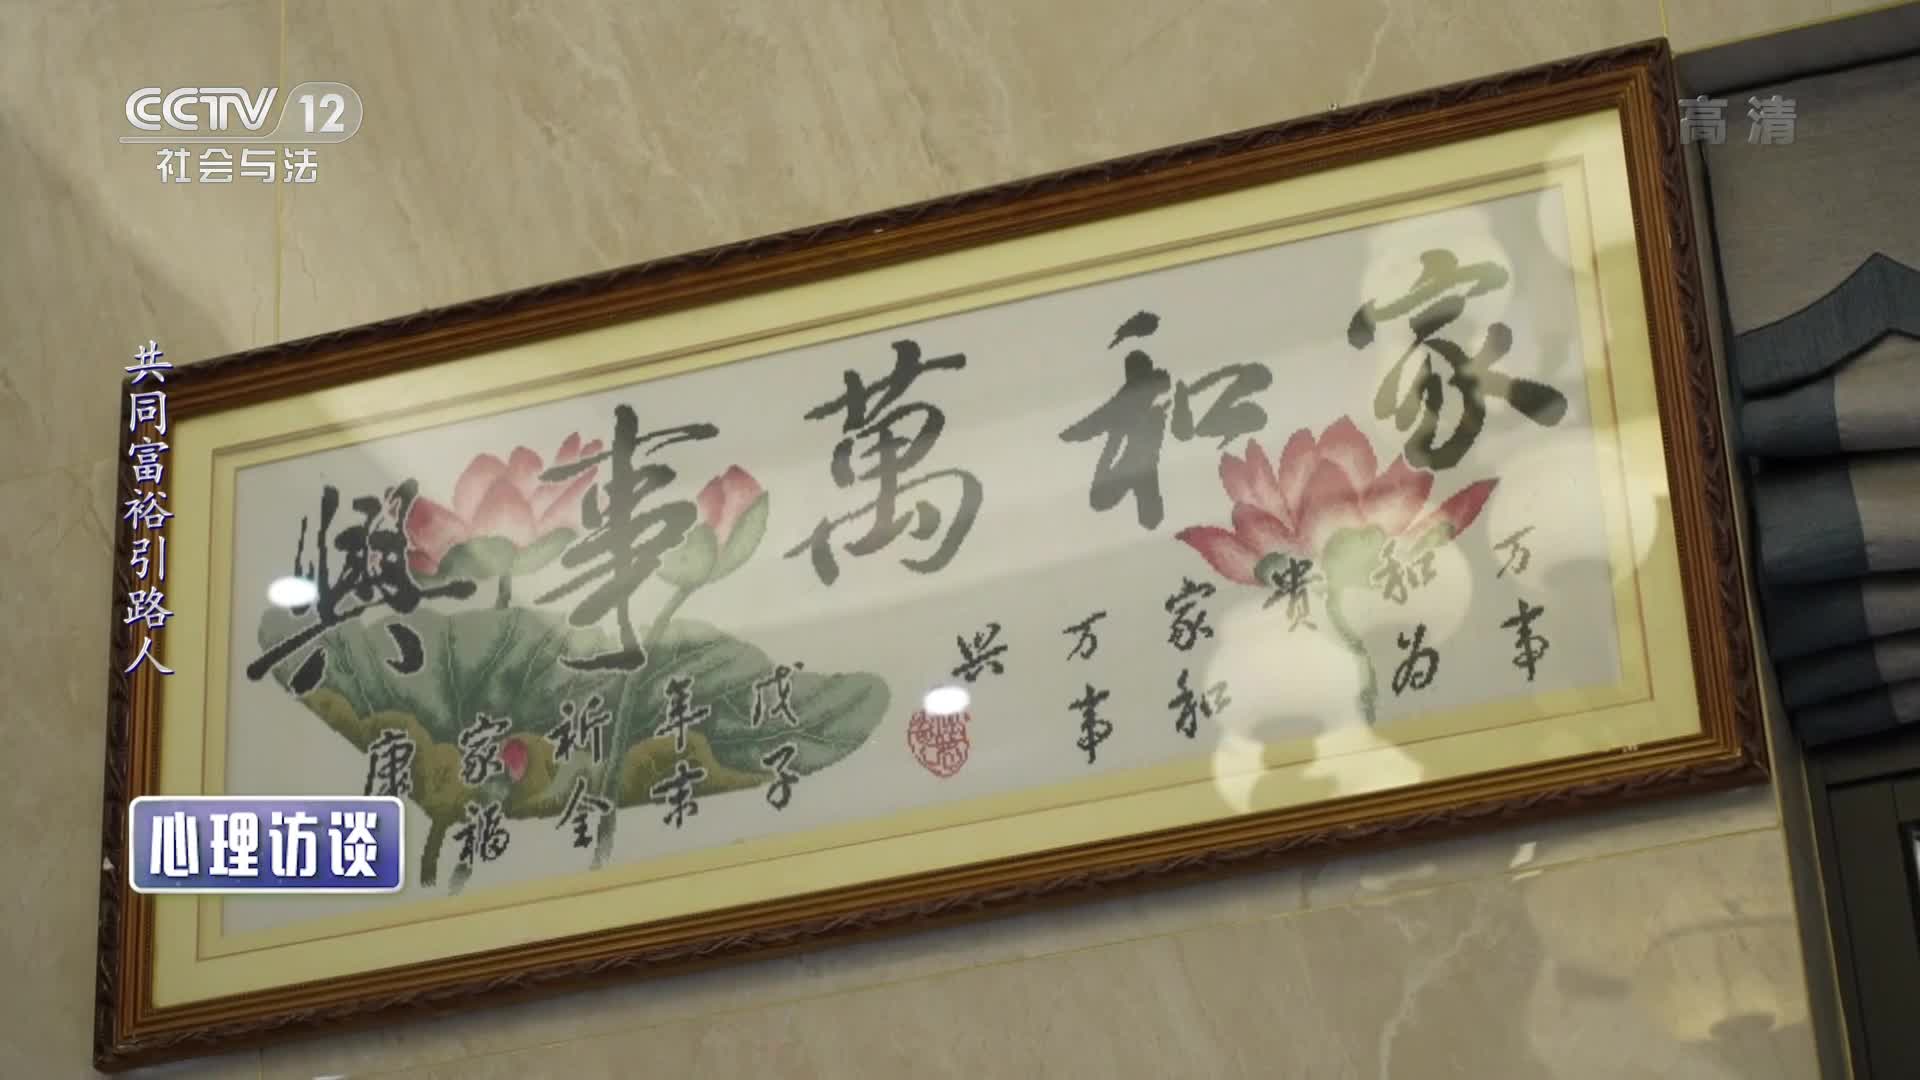 CCTV 12
社会与法
高清
共同富裕引路人
家和萬事興
万事
和为
贵
家和
万事
兴
戊子
年末
祈全
家福
康
心理访谈